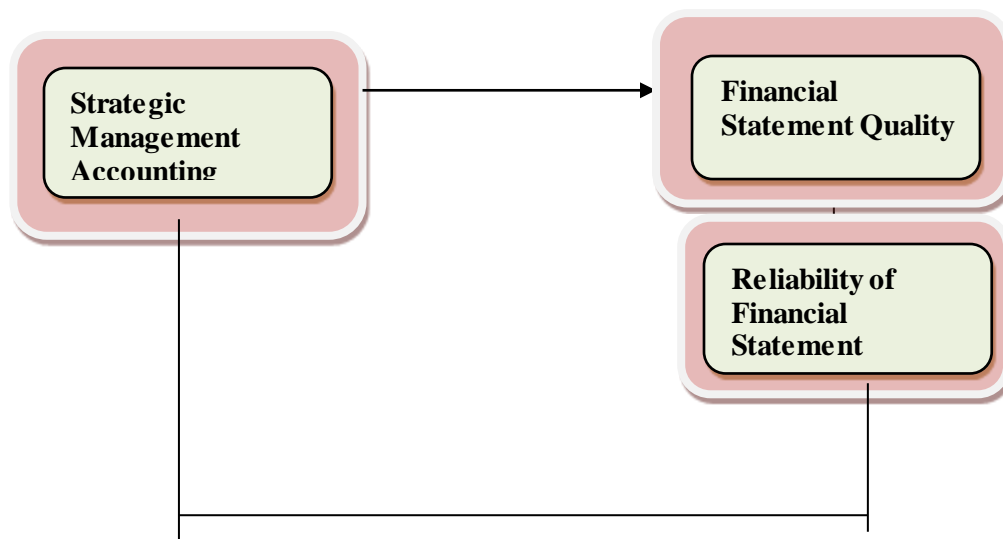 Strategic
Management
Accounting
Financial
Statement Quality
Reliability of
Financial
Statement